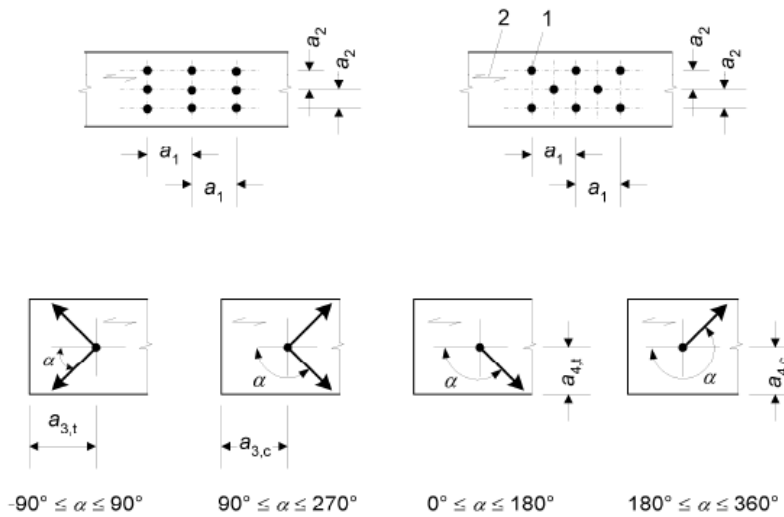 2 1
a2 a2 a2 a2
a1 a1
a1 a1
α α α α
a4,t a4,c
a3,t a3,c
-90° ≤ α ≤ 90° 90° ≤ α ≤ 270° 0° ≤ α ≤ 180° 180° ≤ α ≤ 360°